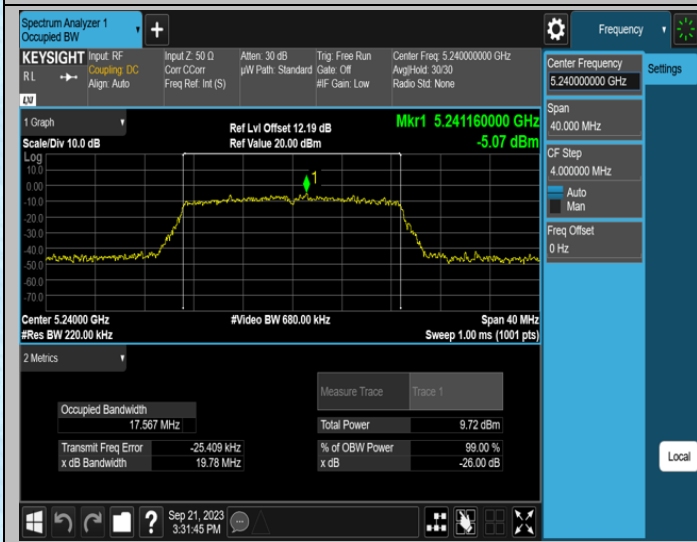 Spectrum Analyzer 1
Occupied BW
+
Frequency
KEYSIGHT
Input: RF
Coupling: DC
Align: Auto
Input Z: 50 Ω
Corr CCorr
Freq Ref: Int (S)
Atten: 30 dB
µW Path: Standard
Trig: Free Run
Gate: Off
#IF Gain: Low
Center Freq: 5.240000000 GHz
Avg|Hold: 30/30
Radio Std: None
RL
LXI
Center Frequency
5.240000000 GHz
Settings
Span
40.000 MHz
CF Step
4.000000 MHz
Auto
Man
Freq Offset
0 Hz
Local
1 Graph
Scale/Div 10.0 dB
Ref Lvl Offset 12.19 dB
Ref Value 20.00 dBm
Mkr1 5.241160000 GHz
-5.07 dBm
Log
10.0
0.00
-10.0
-20.0
-30.0
-40.0
-50.0
-60.0
-70.0
1
Center 5.24000 GHz
#Video BW 680.00 kHz
Span 40 MHz
#Res BW 220.00 kHz
Sweep 1.00 ms (1001 pts)
2 Metrics
Measure Trace
Trace 1
Occupied Bandwidth
17.567 MHz
Total Power
9.72 dBm
Transmit Freq Error
-25.409 kHz
% of OBW Power
99.00 %
x dB Bandwidth
19.78 MHz
x dB
-26.00 dB
?
Sep 21, 2023
3:31:45 PM